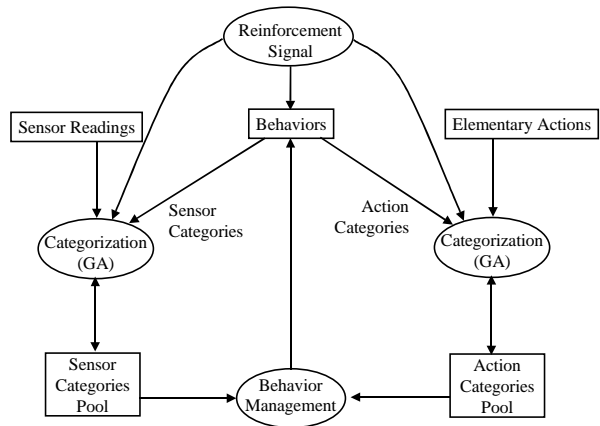 Reinforcement
Signal
Sensor Readings
Behaviors
Elementary Actions
Sensor
Categories
Action
Categories
Categorization
(GA)
Categorization
(GA)
Sensor
Categories
Pool
Behavior
Management
Action
Categories
Pool